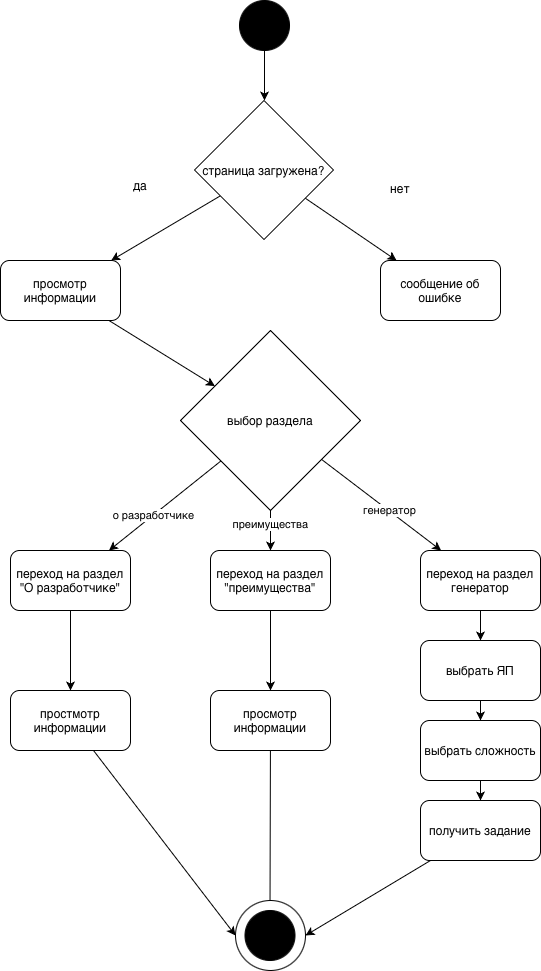 страница загружена?
да
нет
просмотр
информации
сообщение об
ошибке
выбор раздела
о разработчике
преимущества
генератор
переход на раздел
"О разработчике"
переход на раздел
"преимущества"
переход на раздел
генератор
выбрать ЯП
простмотр
информации
просмотр
информации
выбрать сложность
получить задание